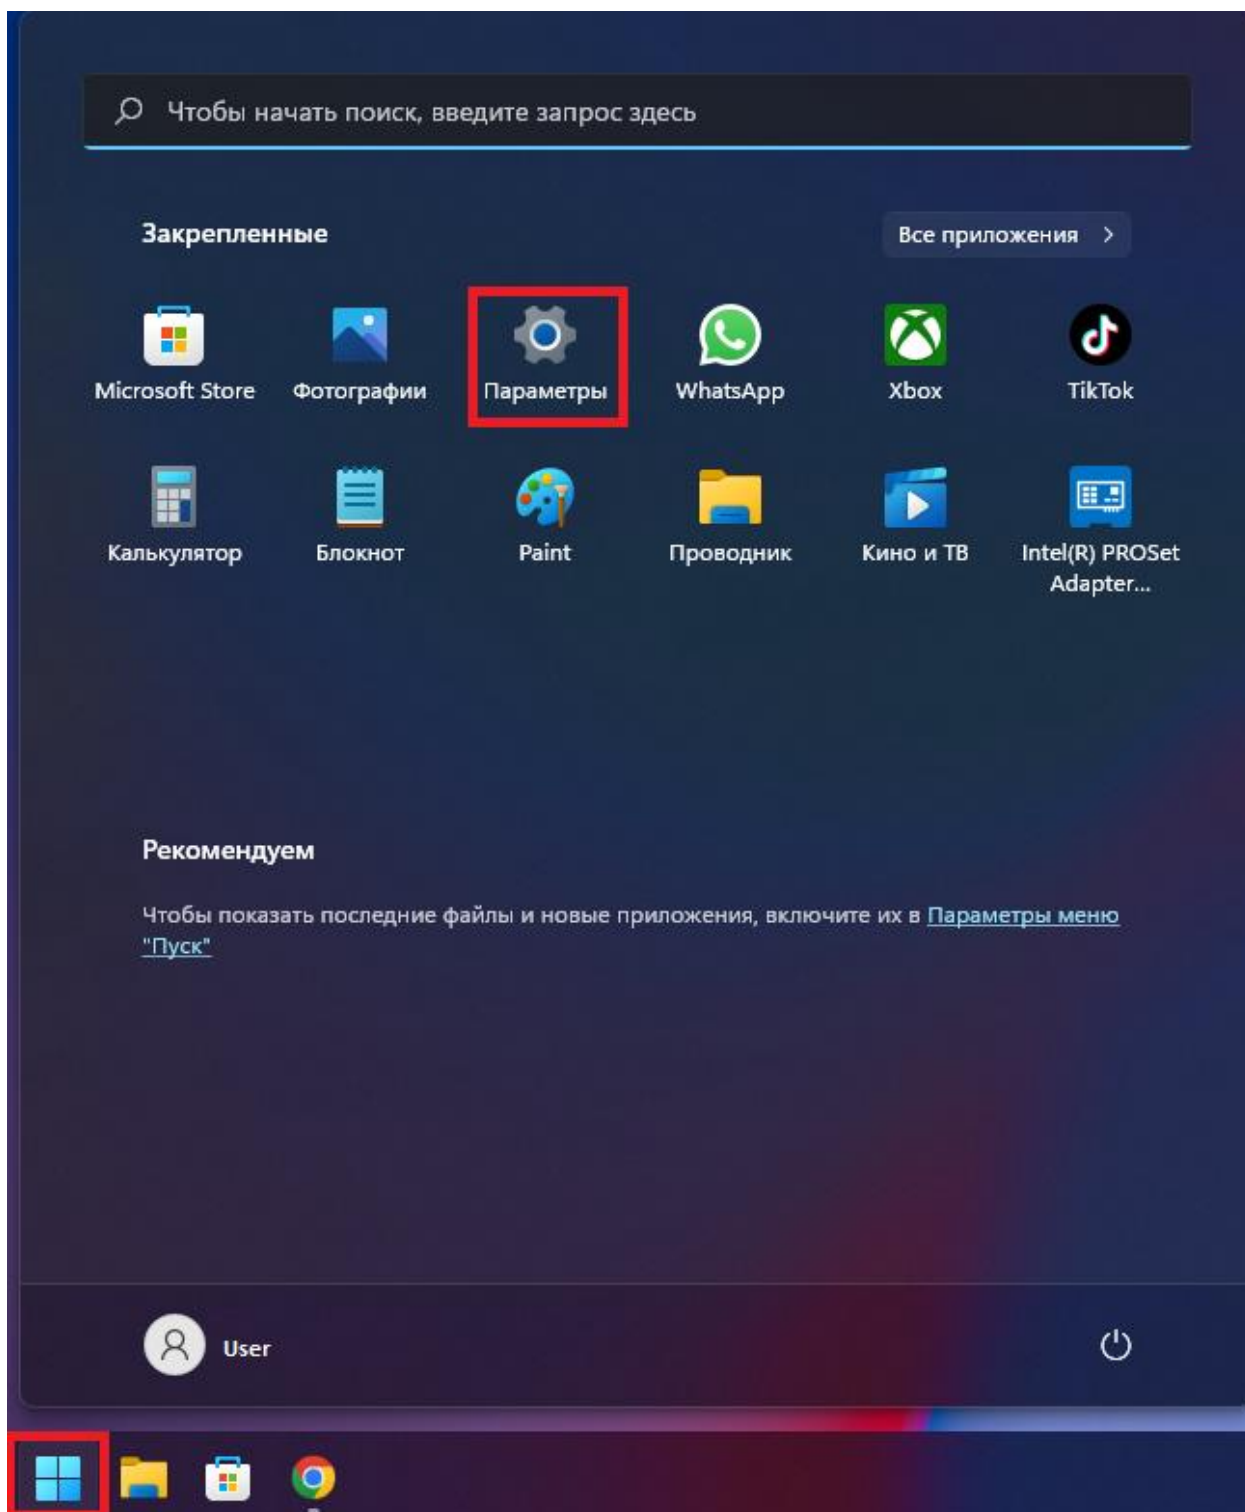 Чтобы начать поиск, введите запрос здесь
Закрепленные
Все приложения
Microsoft Store
Фотографии
Параметры
WhatsApp
Xbox
TikTok
Калькулятор
Блокнот
Paint
Проводник
Кино и ТВ
Intel(R) PROSet
Adapter...
Рекомендуем
Чтобы показать последние файлы и новые приложения, включите их в Параметры меню
"Пуск"
User